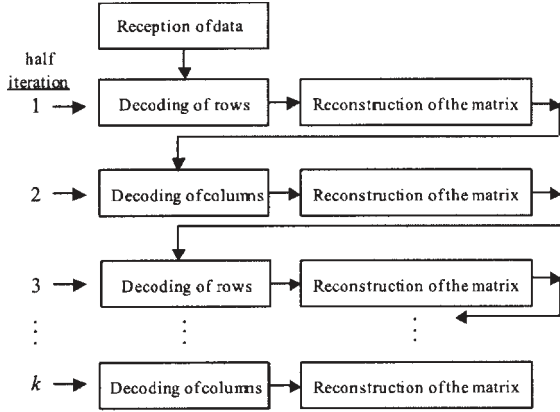 Reception of data
half
iteration
1
Decoding of rows
Reconstruction of the matrix
2
Decoding of columns
Reconstruction of the matrix
3
Decoding of rows
Reconstruction of the matrix
k
Decoding of columns
Reconstruction of the matrix